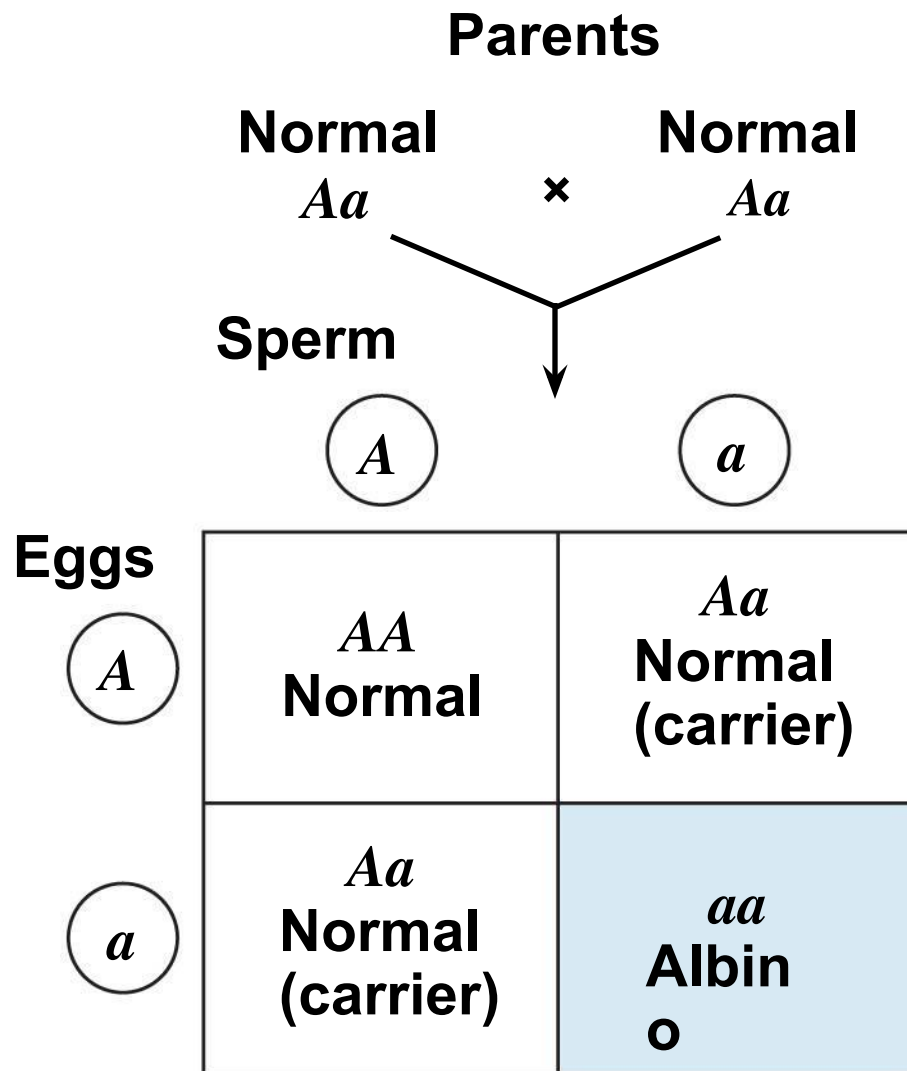 Parents
Normal Normal
Aa × Aa
Sperm
A a
Eggs
A
AA
Normal
Aa
Normal
(carrier)
a
Aa
Normal
(carrier)
aa
Albin
o